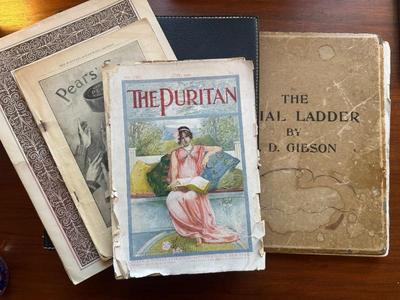 Pears' S
THE PURITAN
THE
IAL LADDER
BY
D. GIBSON